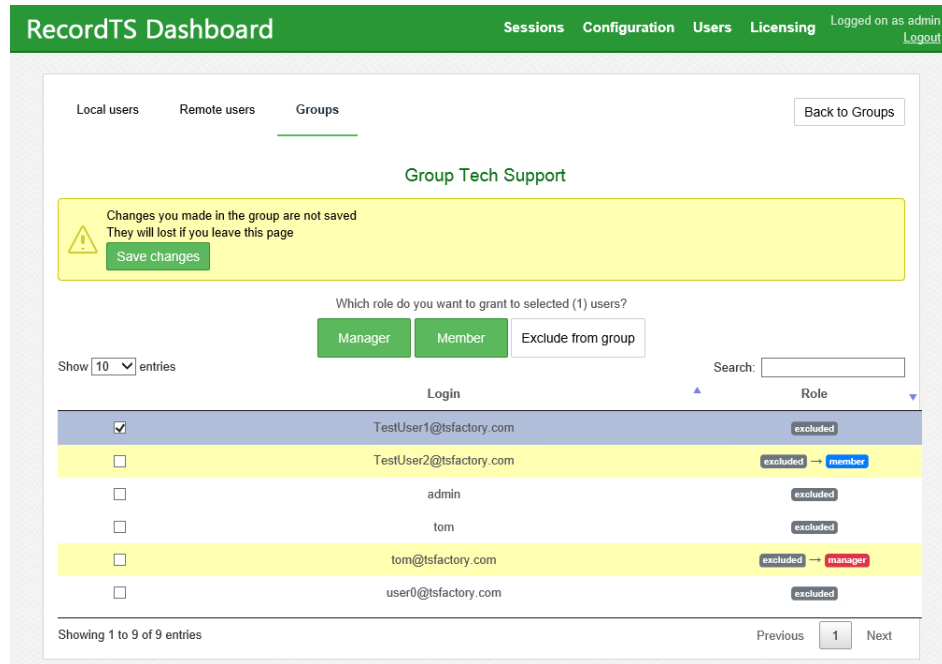 RecordTS Dashboard
Sessions Configuration Users Licensing
Logged on as admin
Logout
Local users Remote users Groups
Back to Groups
Group Tech Support
Changes you made in the group are not saved
They will lost if you leave this page
Save changes
Which role do you want to grant to selected (1) users?
Manager Member Exclude from group
Show 10 entries
Search:
Login Role
TestUser1@tsfactory.com excluded
TestUser2@tsfactory.com excluded → member
admin excluded
tom excluded
tom@tsfactory.com excluded → manager
user0@tsfactory.com excluded
Showing 1 to 9 of 9 entries
Previous 1 Next